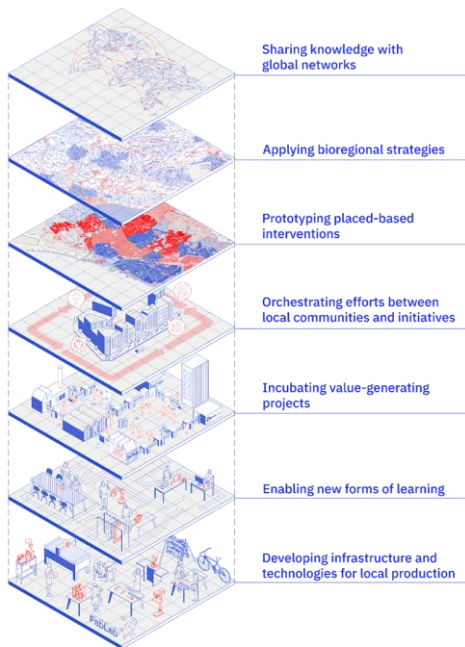 Sharing knowledge with
global networks
Applying bioregional strategies
Prototyping placed-based
interventions
Orchestrating efforts between
local communities and initiatives
Incubating value-generating
projects
Enabling new forms of learning
Developing infrastructure and
technologies for local production
FabLab